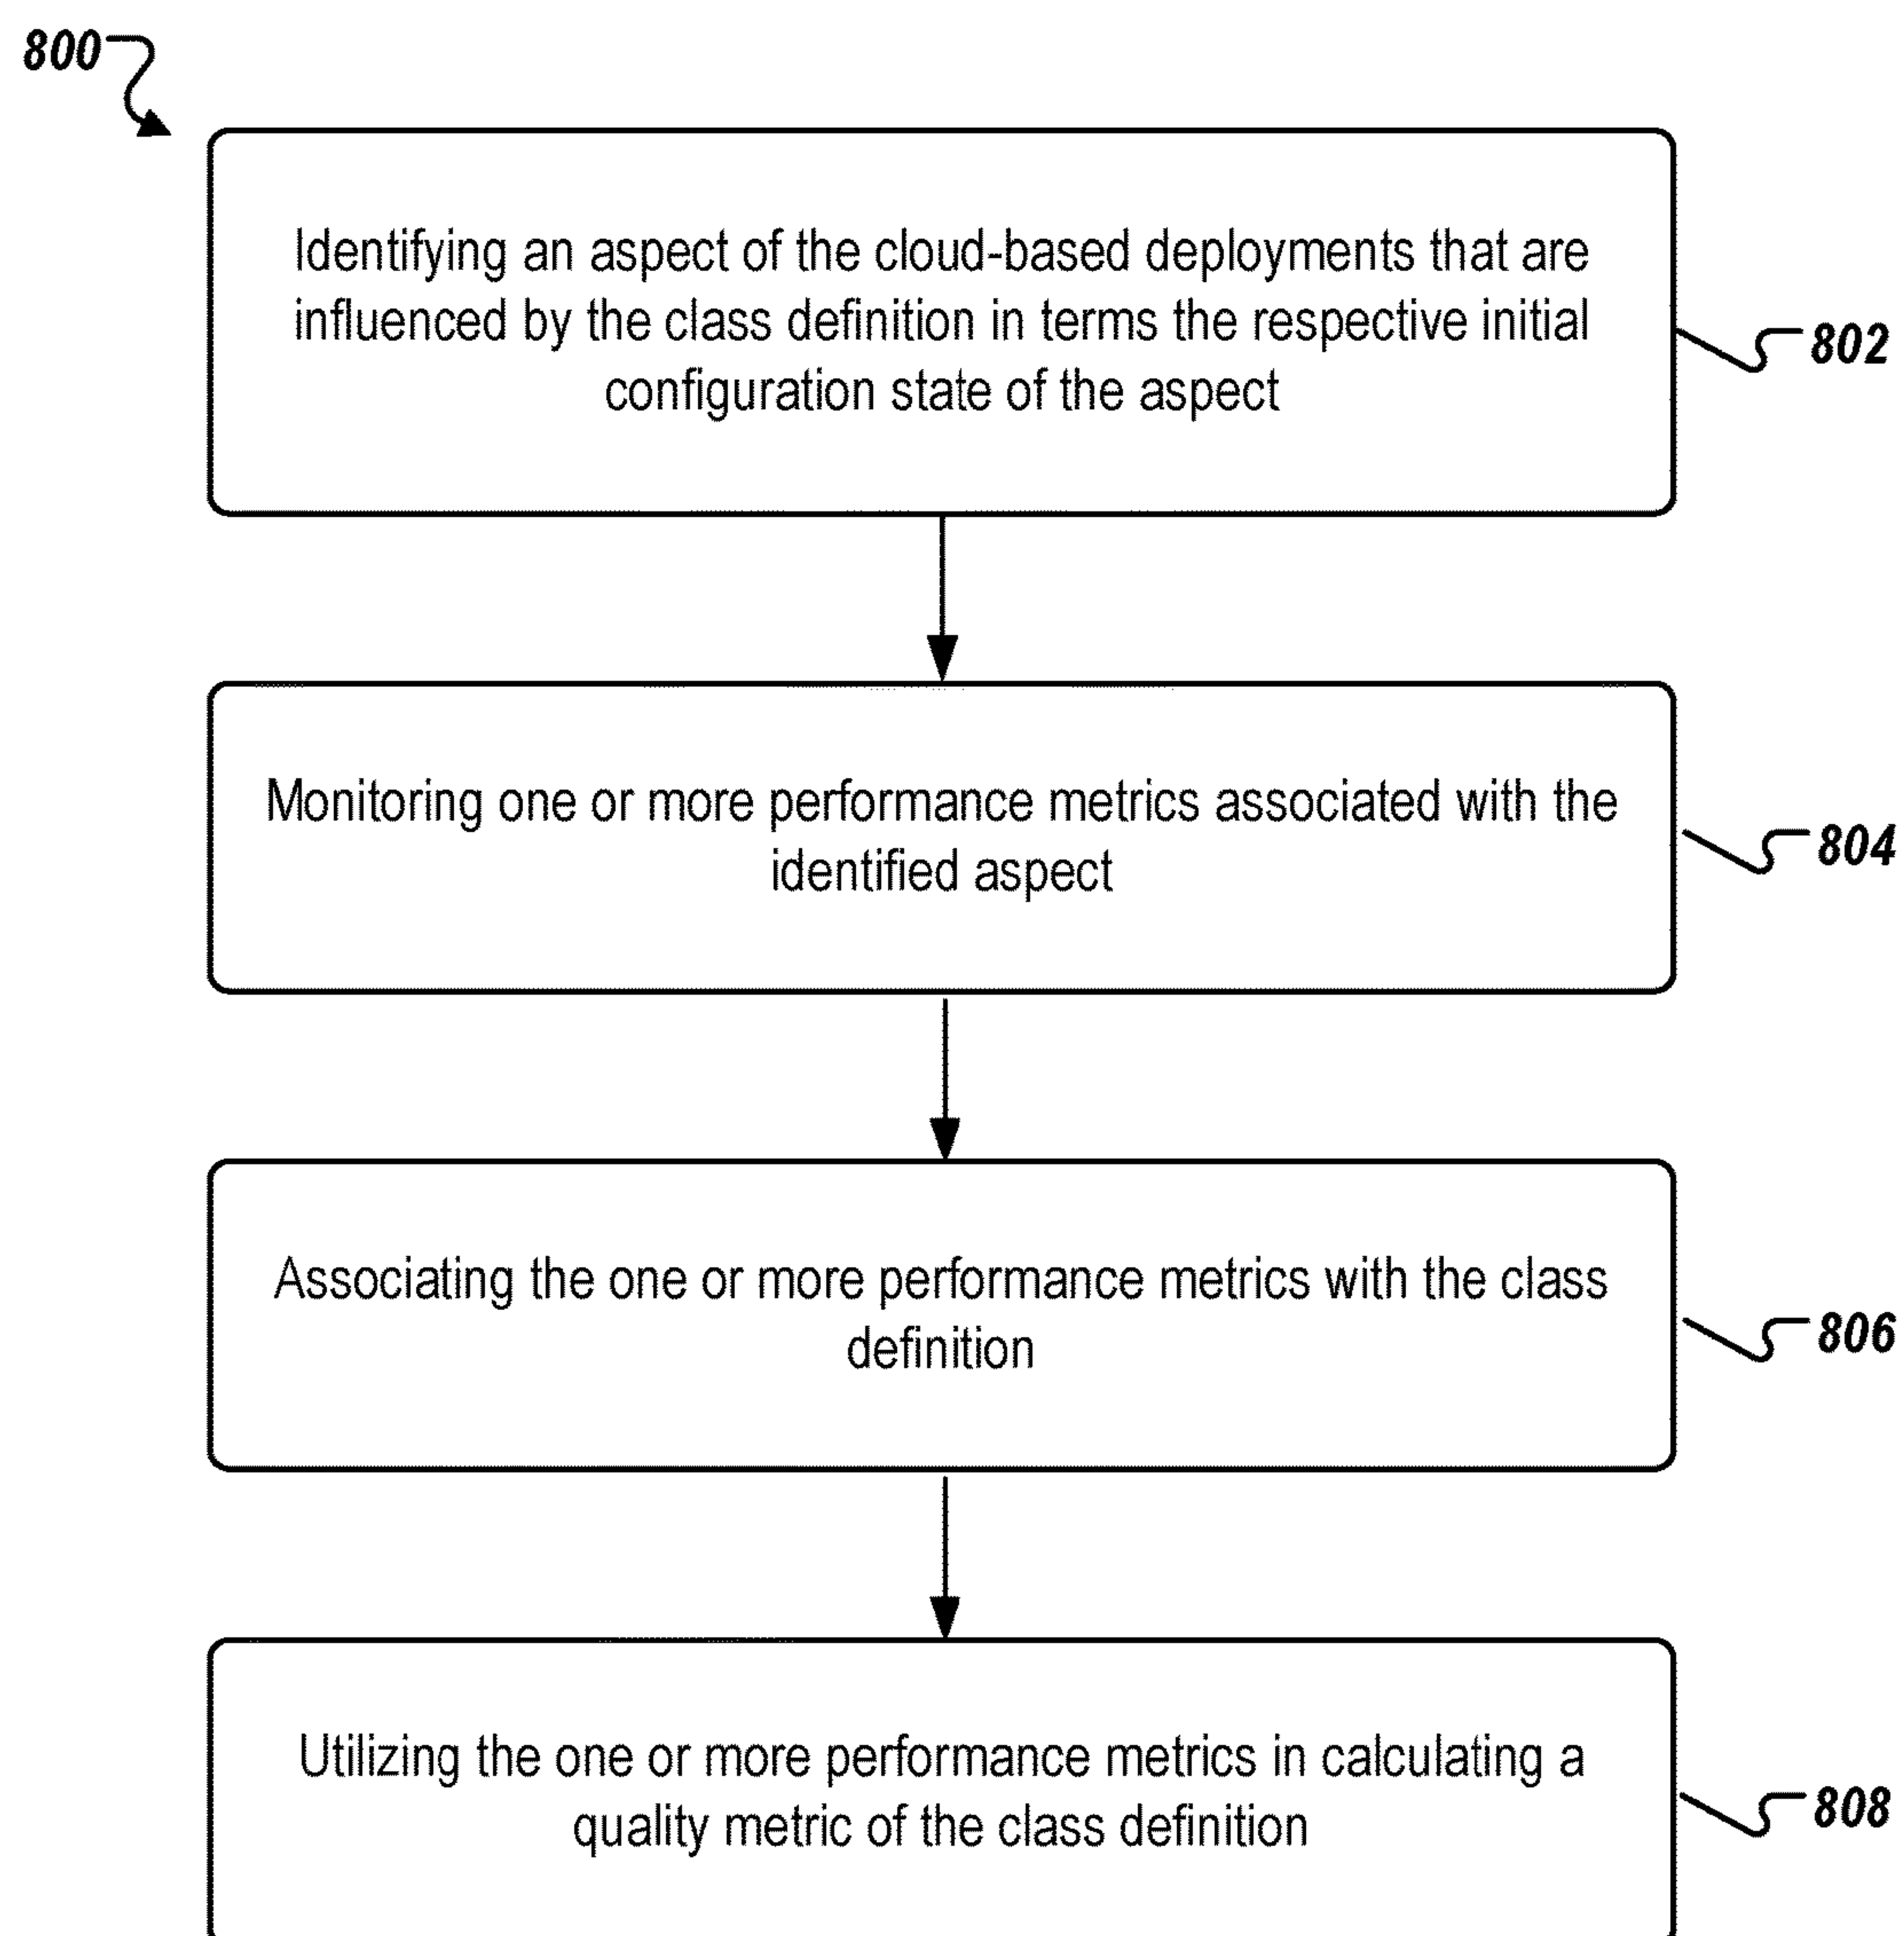 800
Identifying an aspect of the cloud-based deployments that are
influenced by the class definition in terms the respective initial
configuration state of the aspect
802
Monitoring one or more performance metrics associated with the
identified aspect
804
Associating the one or more performance metrics with the class
definition
806
Utilizing the one or more performance metrics in calculating a
quality metric of the class definition
808